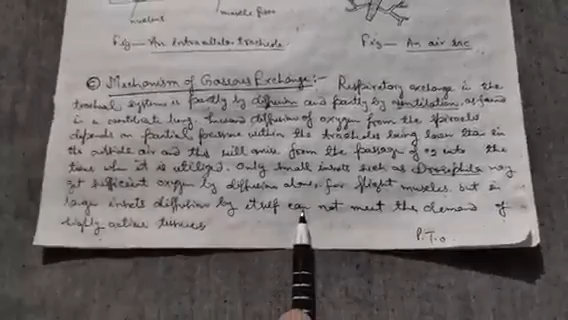 nucleus
muscle fibre
Fig— An intracellular tracheole
Fig— An air sac
© Mechanism of Gaseous Exchange:- Respiratory exchange in the
tracheal system is partly by diffusion and partly by ventilation, as found
in a vertebrate lung. Inward diffusion of oxygen from the spiracles
depends on partial pressure within the tracheoles being lower than in
the outside air and this will arise from the passage of O2 into the
tissue when it is utilized. Only small insects such as Drosophila may
get sufficient oxygen by diffusion alone, for flight muscles. but in
large insects diffusion by itself can not meet the demand of
highly active tissues
P.T.O.